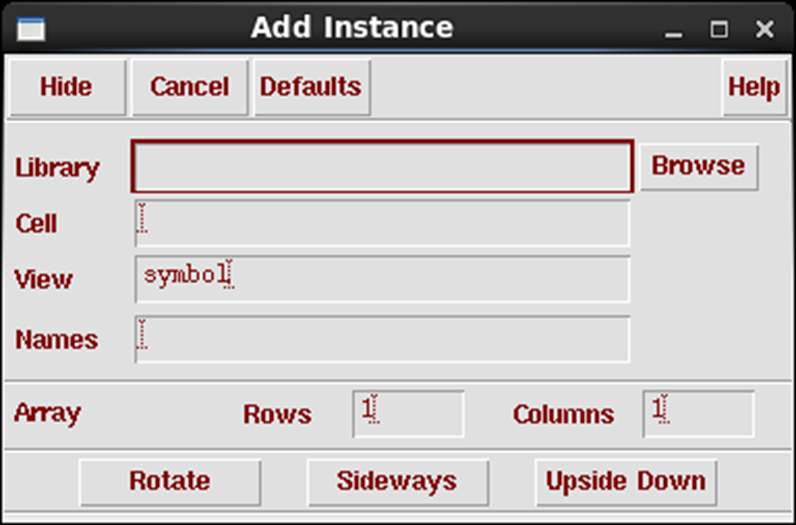 Add Instance
Hide Cancel Defaults Help
Library Browse
Cell
View symbol
Names
Array Rows 1 Columns 1
Rotate Sideways Upside Down